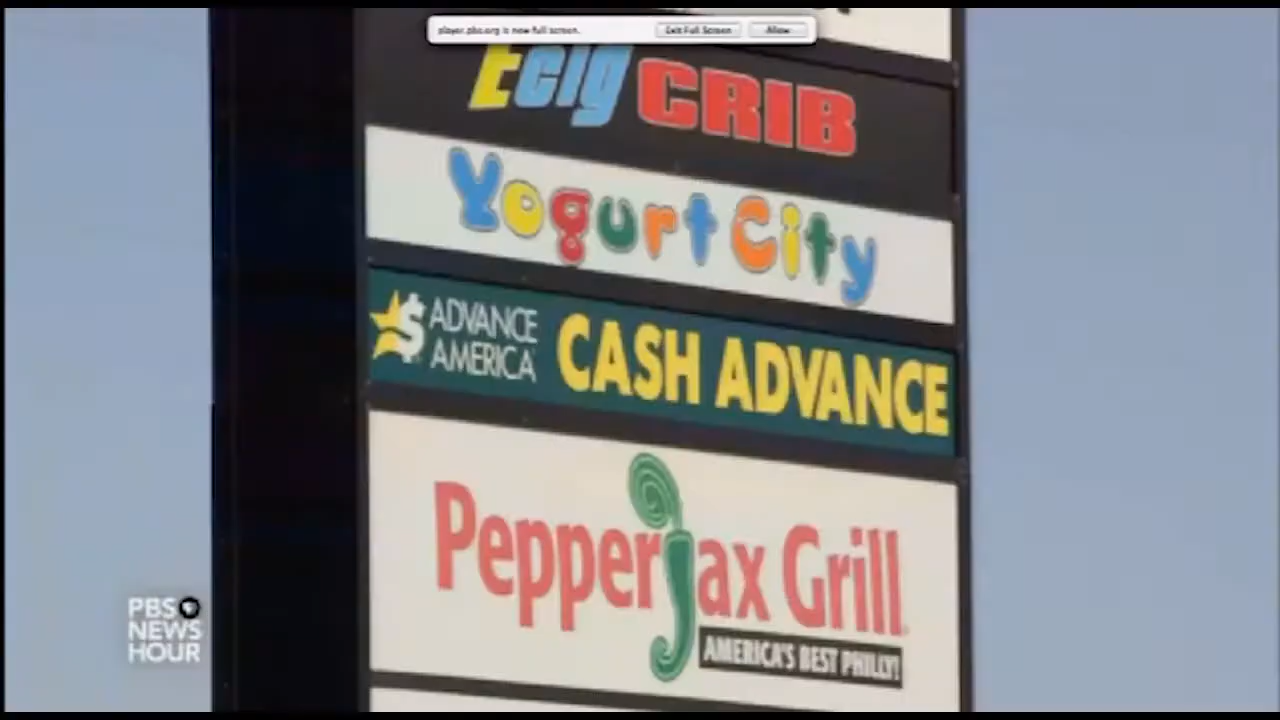 player.pbs.org is now full screen.
Exit Full Screen
Allow
Ecig CRIB
Yogurt City
$ ADVANCE
AMERICA
CASH ADVANCE
Pepperjax Grill
AMERICA'S BEST PHILLY!
PBS
NEWS
HOUR